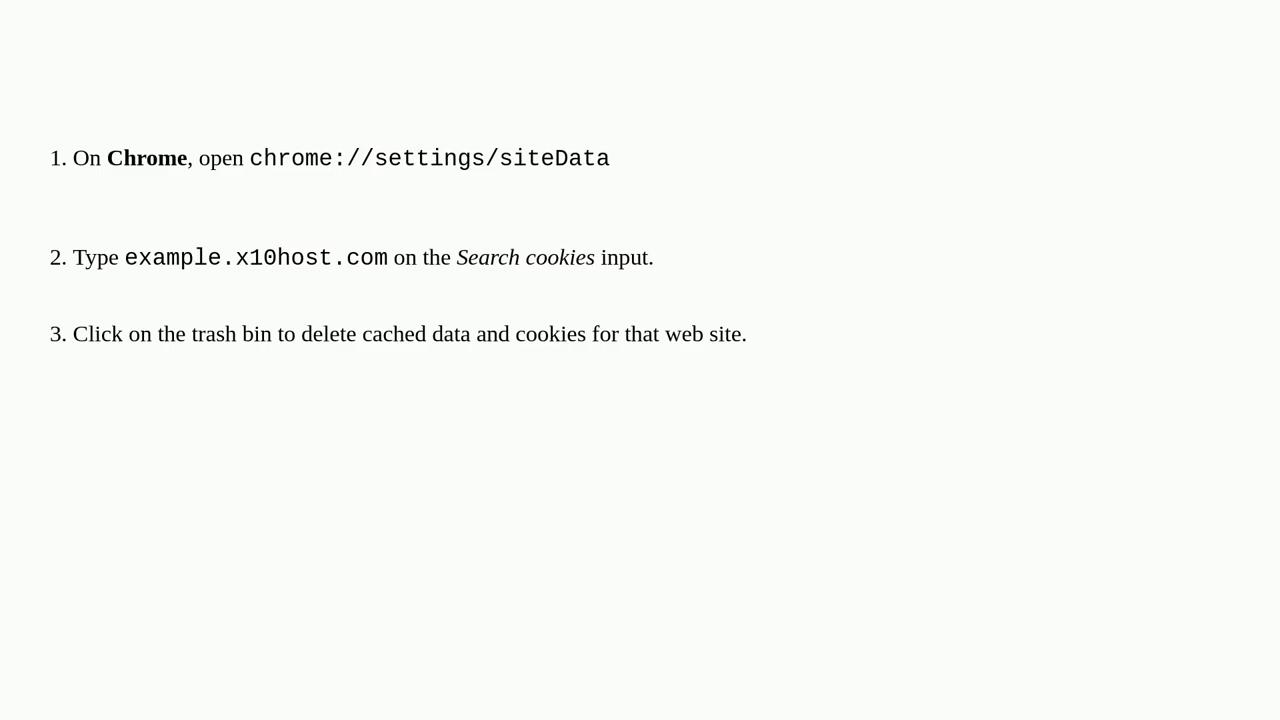 1. On Chrome, open chrome://settings/siteData
2. Type example.x10host.com on the Search cookies input.
3. Click on the trash bin to delete cached data and cookies for that web site.